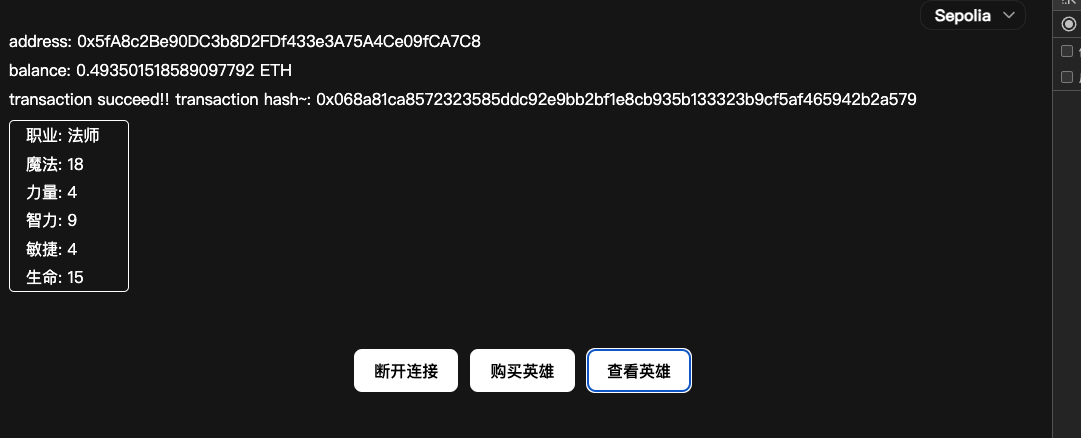 Sepolia
address: 0x5fA8c2Be90DC3b8D2FDf433e3A75A4Ce09fCA7C8
balance: 0.493501518589097792 ETH
transaction succeed!! transaction hash~: 0x068a81ca8572323585ddc92e9bb2bf1e8cb935b133323b9cf5af465942b2a579
职业: 法师
魔法: 18
力量: 4
智力: 9
敏捷: 4
生命: 15
断开连接 购买英雄 查看英雄